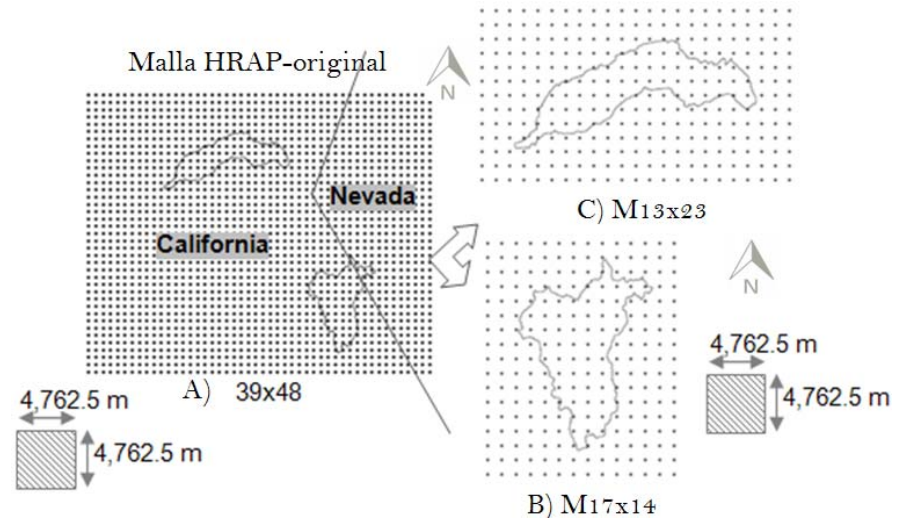 Malla HRAP-original
N
N
Nevada
California
C) M13x23
N
A) 39x48
4,762.5 m
4,762.5 m
4,762.5 m
4,762.5 m
B) M17x14